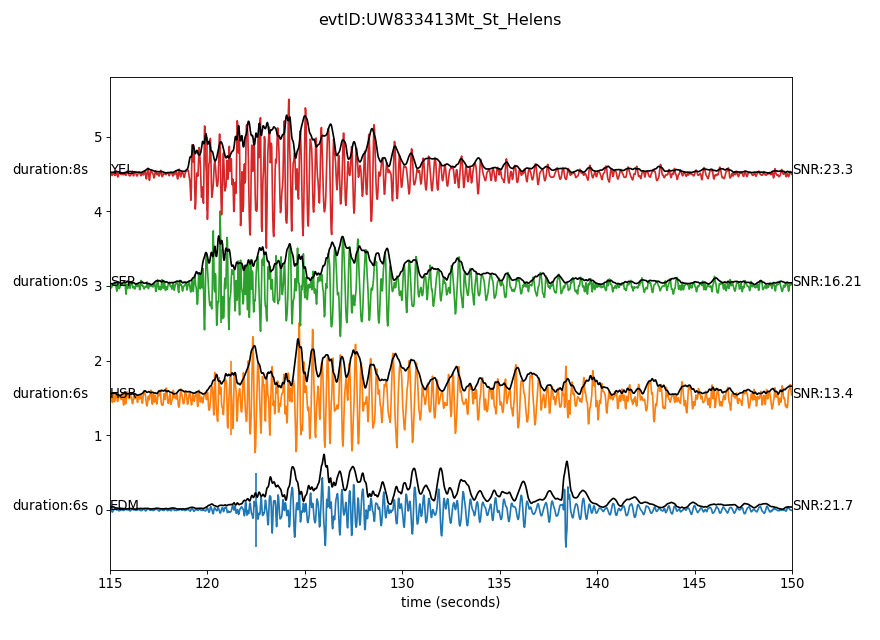 evtID:UW833413Mt_St_Helens
5
duration:8s YEL SNR:23.3
4
duration:0s SEP SNR:16.21
3
2
duration:6s HSR SNR:13.4
1
duration:6s EDM SNR:21.7
0
115 120 125 130 135 140 145 150
time (seconds)